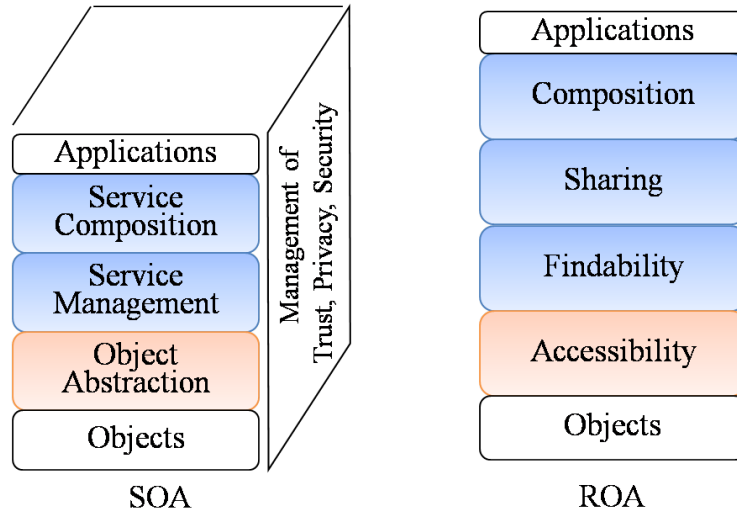 Applications
Service
Composition
Service
Management
Object
Abstraction
Objects
Management of
Trust, Privacy, Security
SOA
Applications
Composition
Sharing
Findability
Accessibility
Objects
ROA